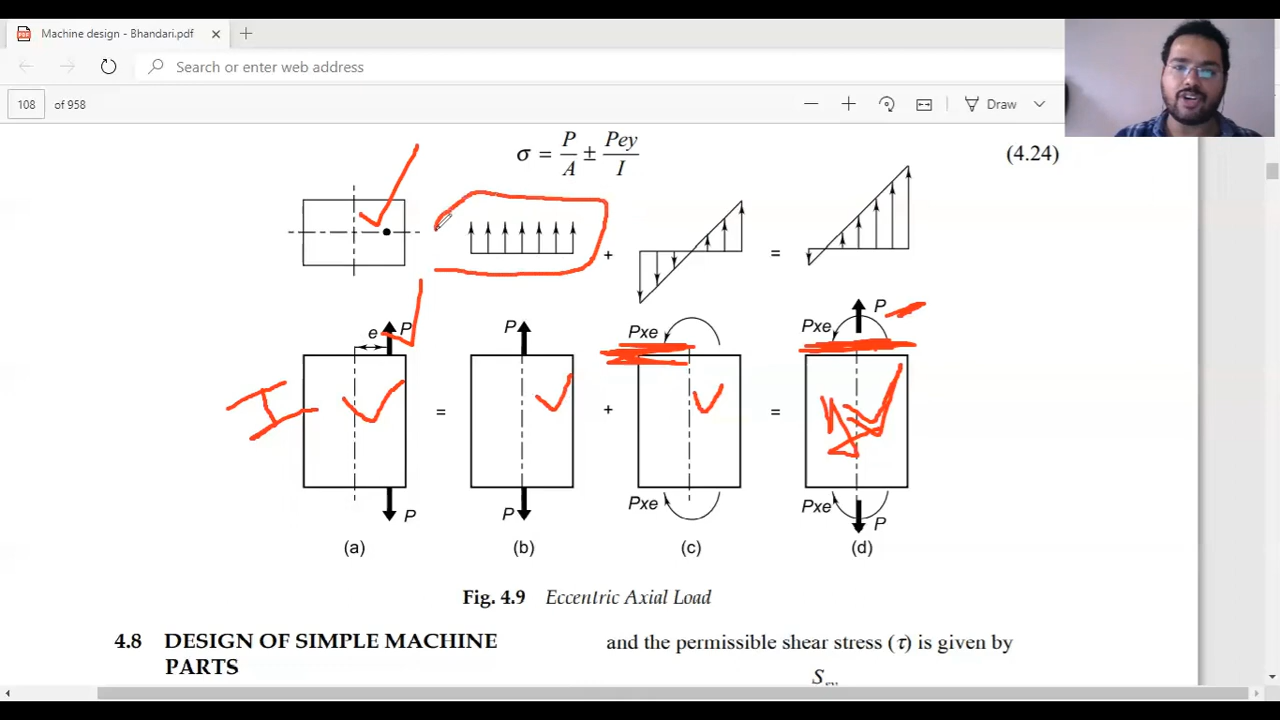 Machine design - Bhandari.pdf
Search or enter web address
108 of 958
Draw
σ = P/A ± Pey/I (4.24)
+ =
e P P Pxe Pxe P
I = + =
P P Pxe Pxe P
(a) (b) (c) (d)
Fig. 4.9 Eccentric Axial Load
4.8 DESIGN OF SIMPLE MACHINE
PARTS
and the permissible shear stress (τ) is given by
S